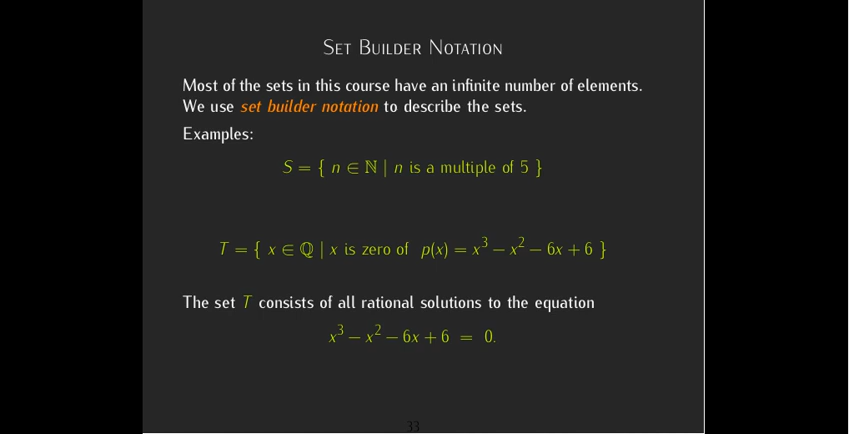 SET BUILDER NOTATION
Most of the sets in this course have an infinite number of elements.
We use set builder notation to describe the sets.
Examples:
S = { n ∈ ℕ | n is a multiple of 5 }
T = { x ∈ ℚ | x is zero of p(x) = x³ − x² − 6x + 6 }
The set T consists of all rational solutions to the equation
x³ − x² − 6x + 6 = 0.
33